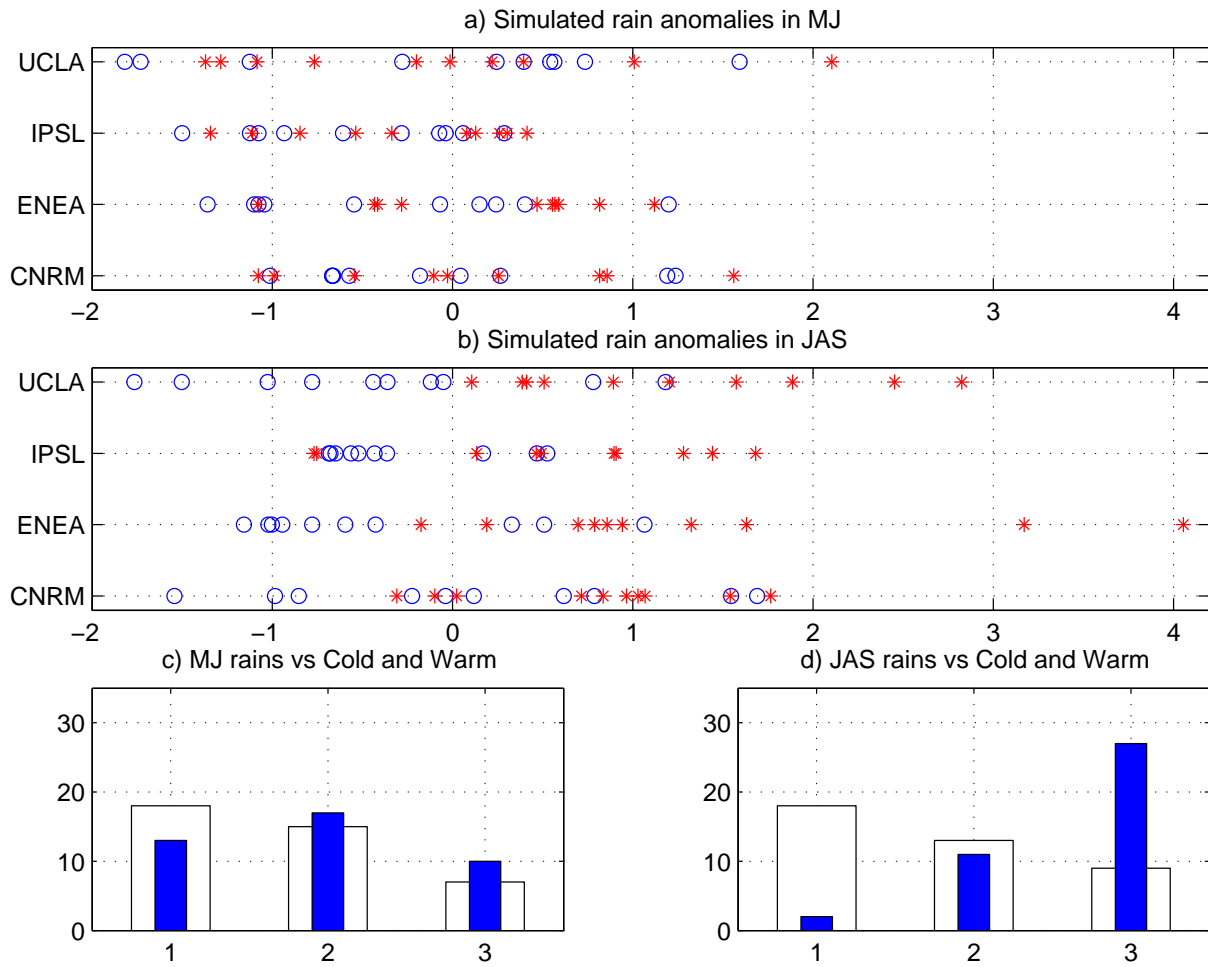 a) Simulated rain anomalies in MJ
UCLA
IPSL
ENEA
CNRM
−2 −1 0 1 2 3 4
b) Simulated rain anomalies in JAS
UCLA
IPSL
ENEA
CNRM
−2 −1 0 1 2 3 4
c) MJ rains vs Cold and Warm
30
20
10
0
1 2 3
d) JAS rains vs Cold and Warm
30
20
10
0
1 2 3